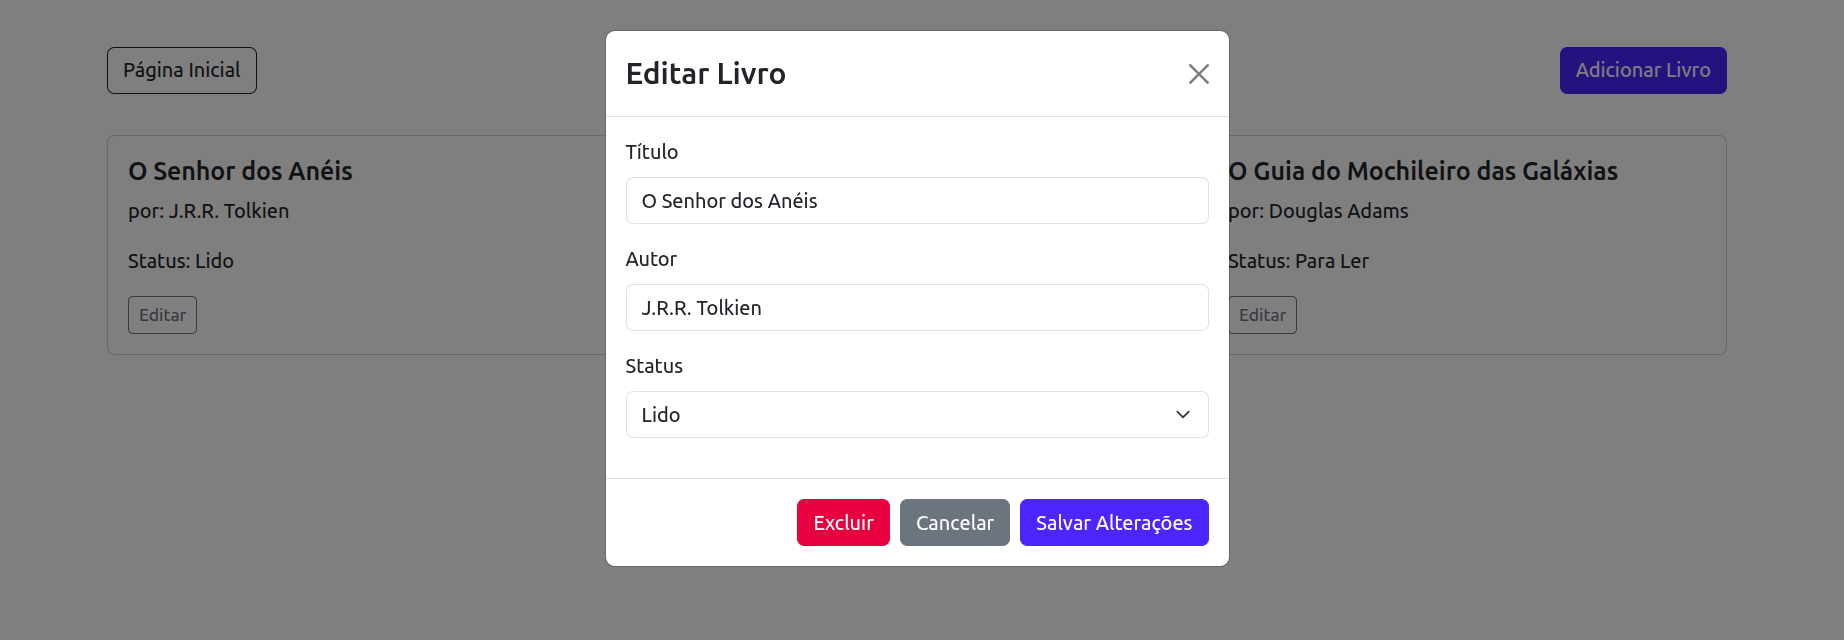 Página Inicial
Adicionar Livro
O Senhor dos Anéis
por: J.R.R. Tolkien
Status: Lido
Editar
Editar Livro
Título
O Senhor dos Anéis
Autor
J.R.R. Tolkien
Status
Lido
Excluir
Cancelar
Salvar Alterações
O Guia do Mochileiro das Galáxias
por: Douglas Adams
Status: Para Ler
Editar